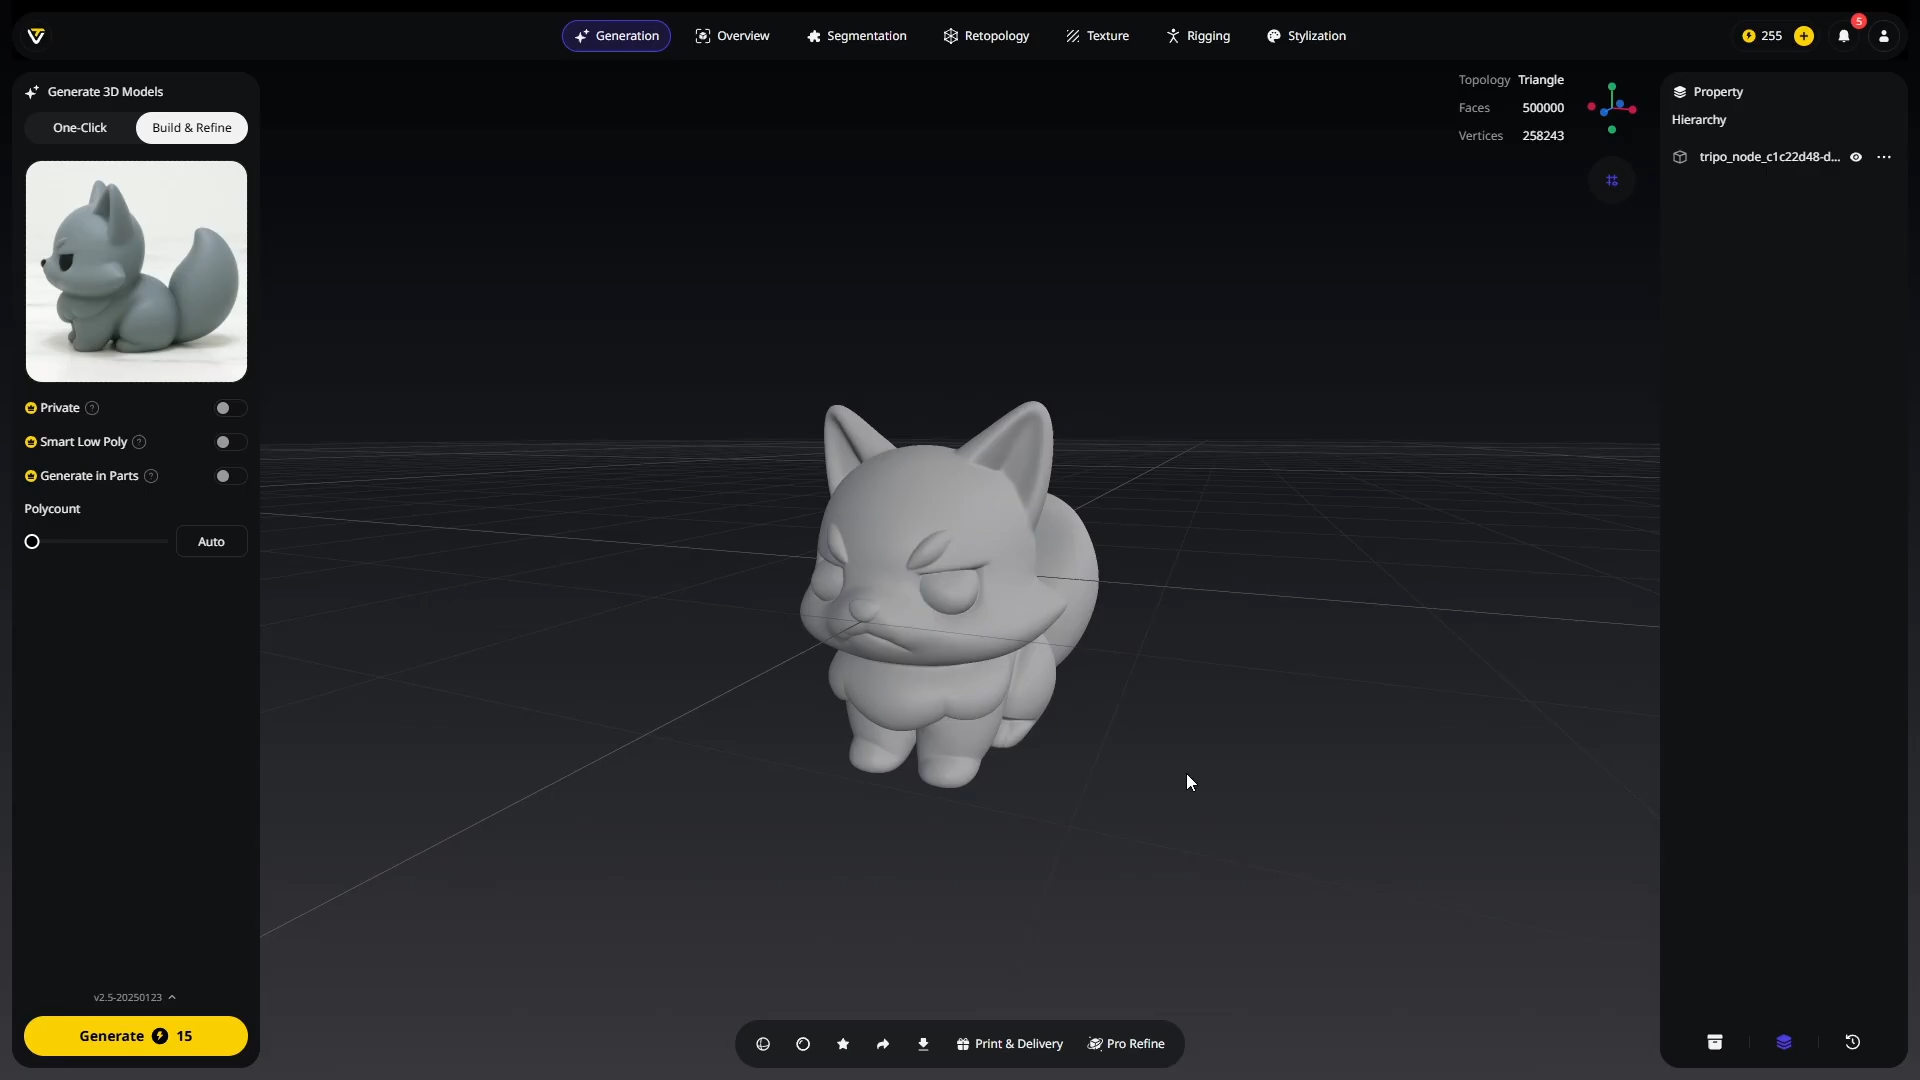 Generation
Overview
Segmentation
Retopology
Texture
Rigging
Stylization
255
5
Generate 3D Models
One-Click
Build & Refine
Private
Smart Low Poly
Generate in Parts
Polycount
Auto
v2.5-20250123
Generate 15
Topology Triangle
Faces 500000
Vertices 258243
Property
Hierarchy
tripo_node_c1c22d48-d...
Print & Delivery
Pro Refine